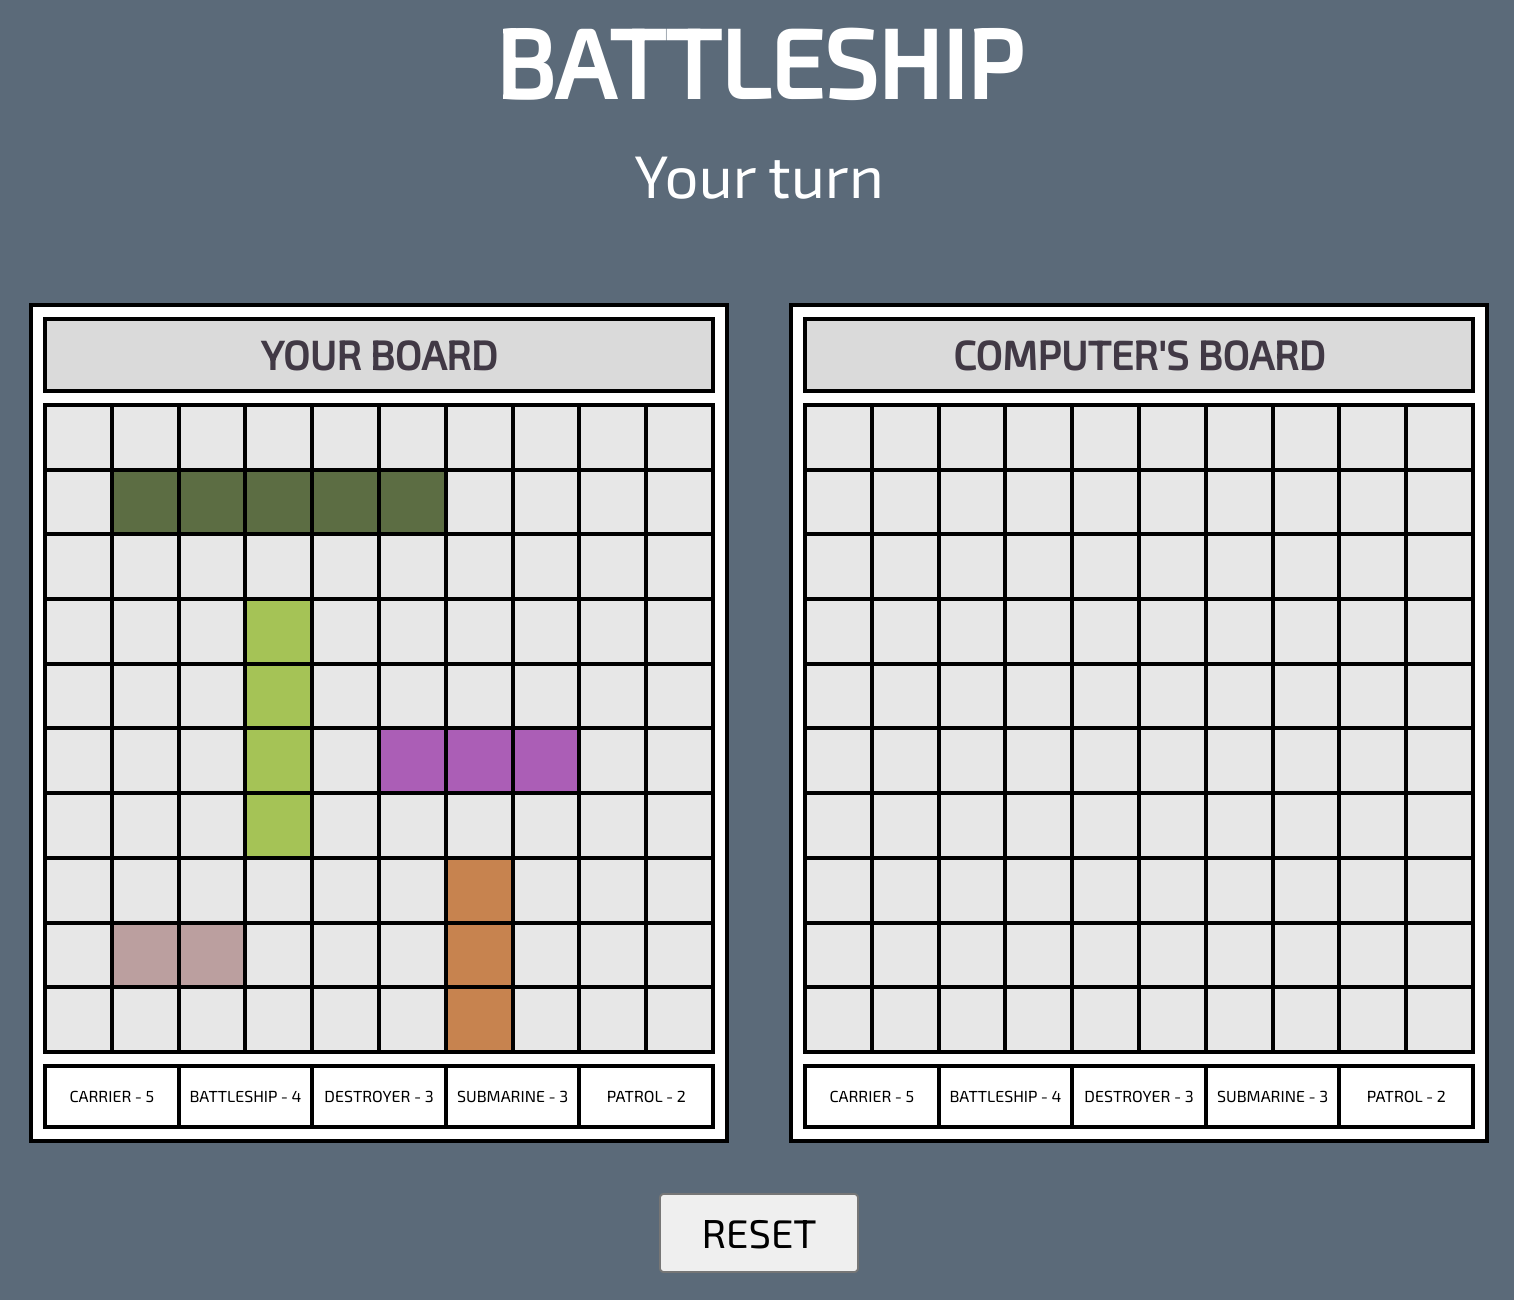 BATTLESHIP
Your turn
YOUR BOARD
CARRIER - 5
BATTLESHIP - 4
DESTROYER - 3
SUBMARINE - 3
PATROL - 2
COMPUTER'S BOARD
CARRIER - 5
BATTLESHIP - 4
DESTROYER - 3
SUBMARINE - 3
PATROL - 2
RESET